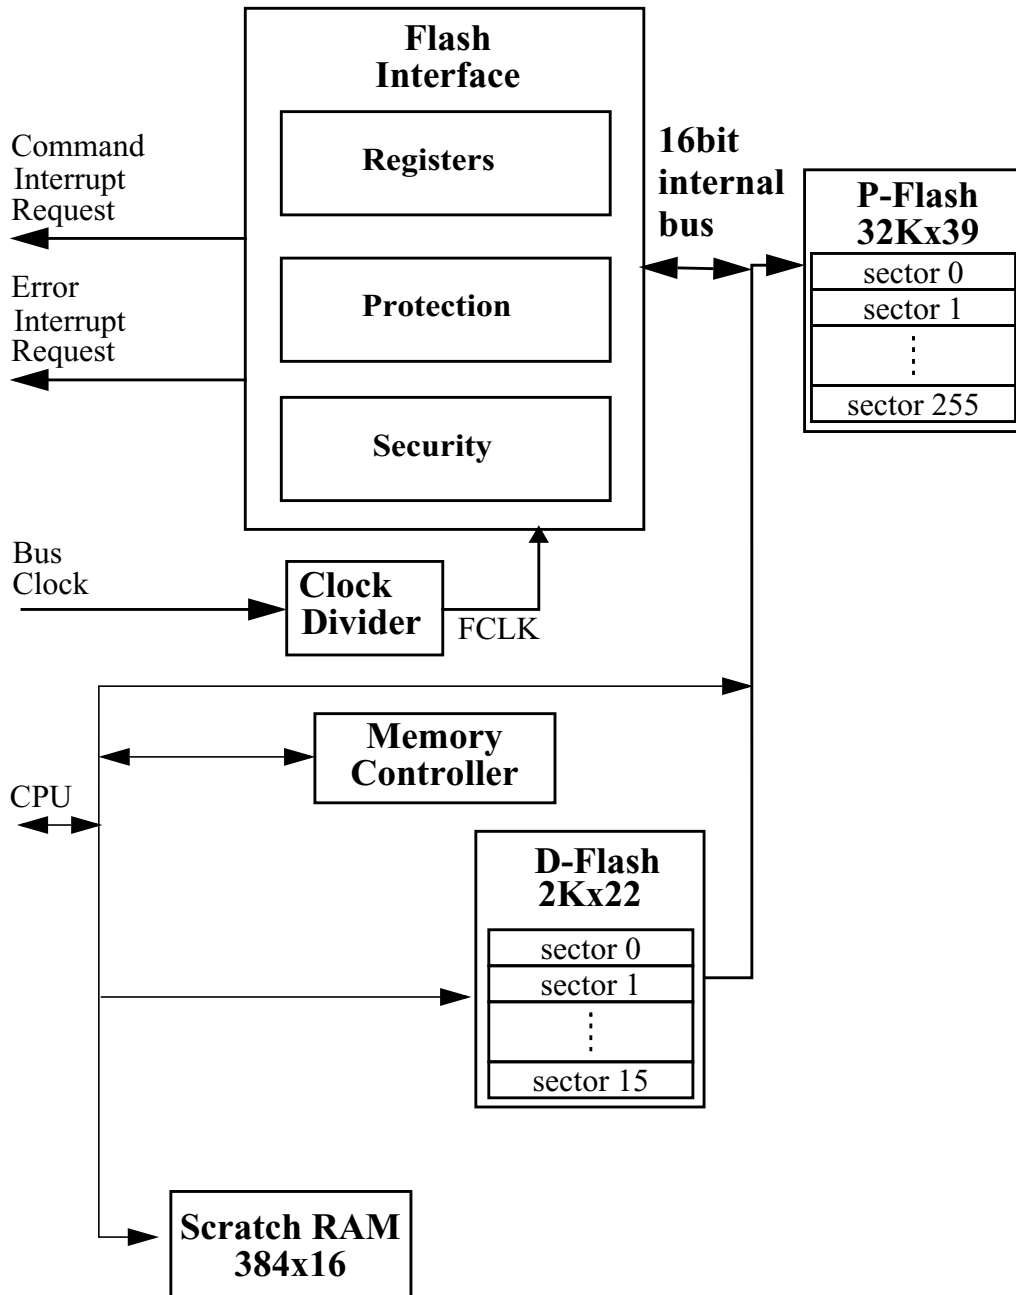 Flash
Interface
Registers
Protection
Security
Command
Interrupt
Request
Error
Interrupt
Request
16bit
internal
bus
P-Flash
32Kx39
sector 0
sector 1
sector 255
Bus
Clock
Clock
Divider
FCLK
Memory
Controller
CPU
D-Flash
2Kx22
sector 0
sector 1
sector 15
Scratch RAM
384x16